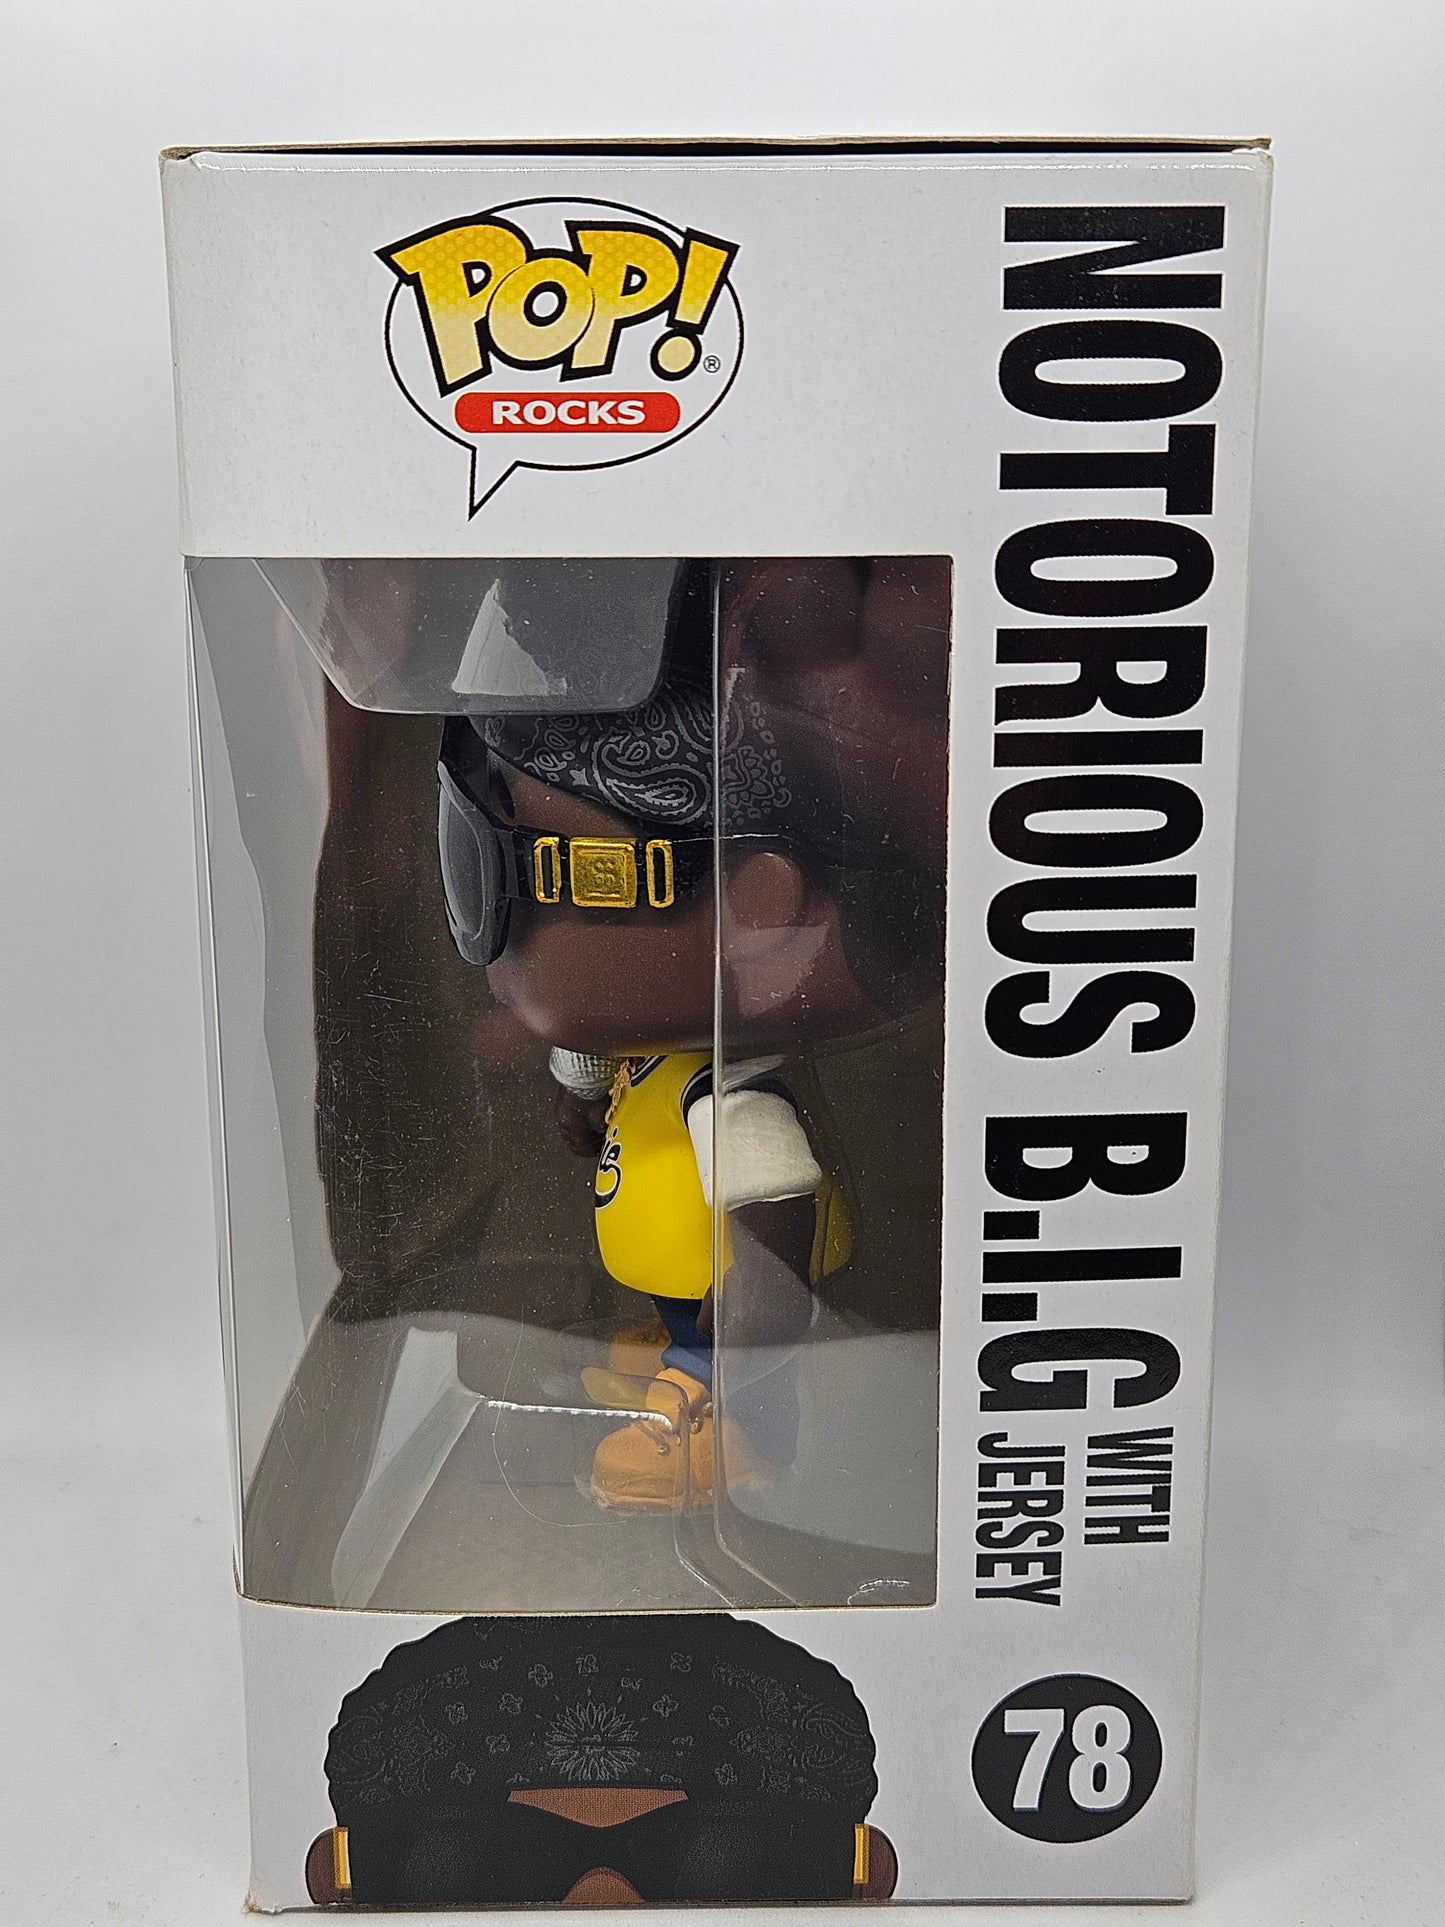 POP!®
ROCKS
NOTORIOUS B.I.G WITH
JERSEY
78